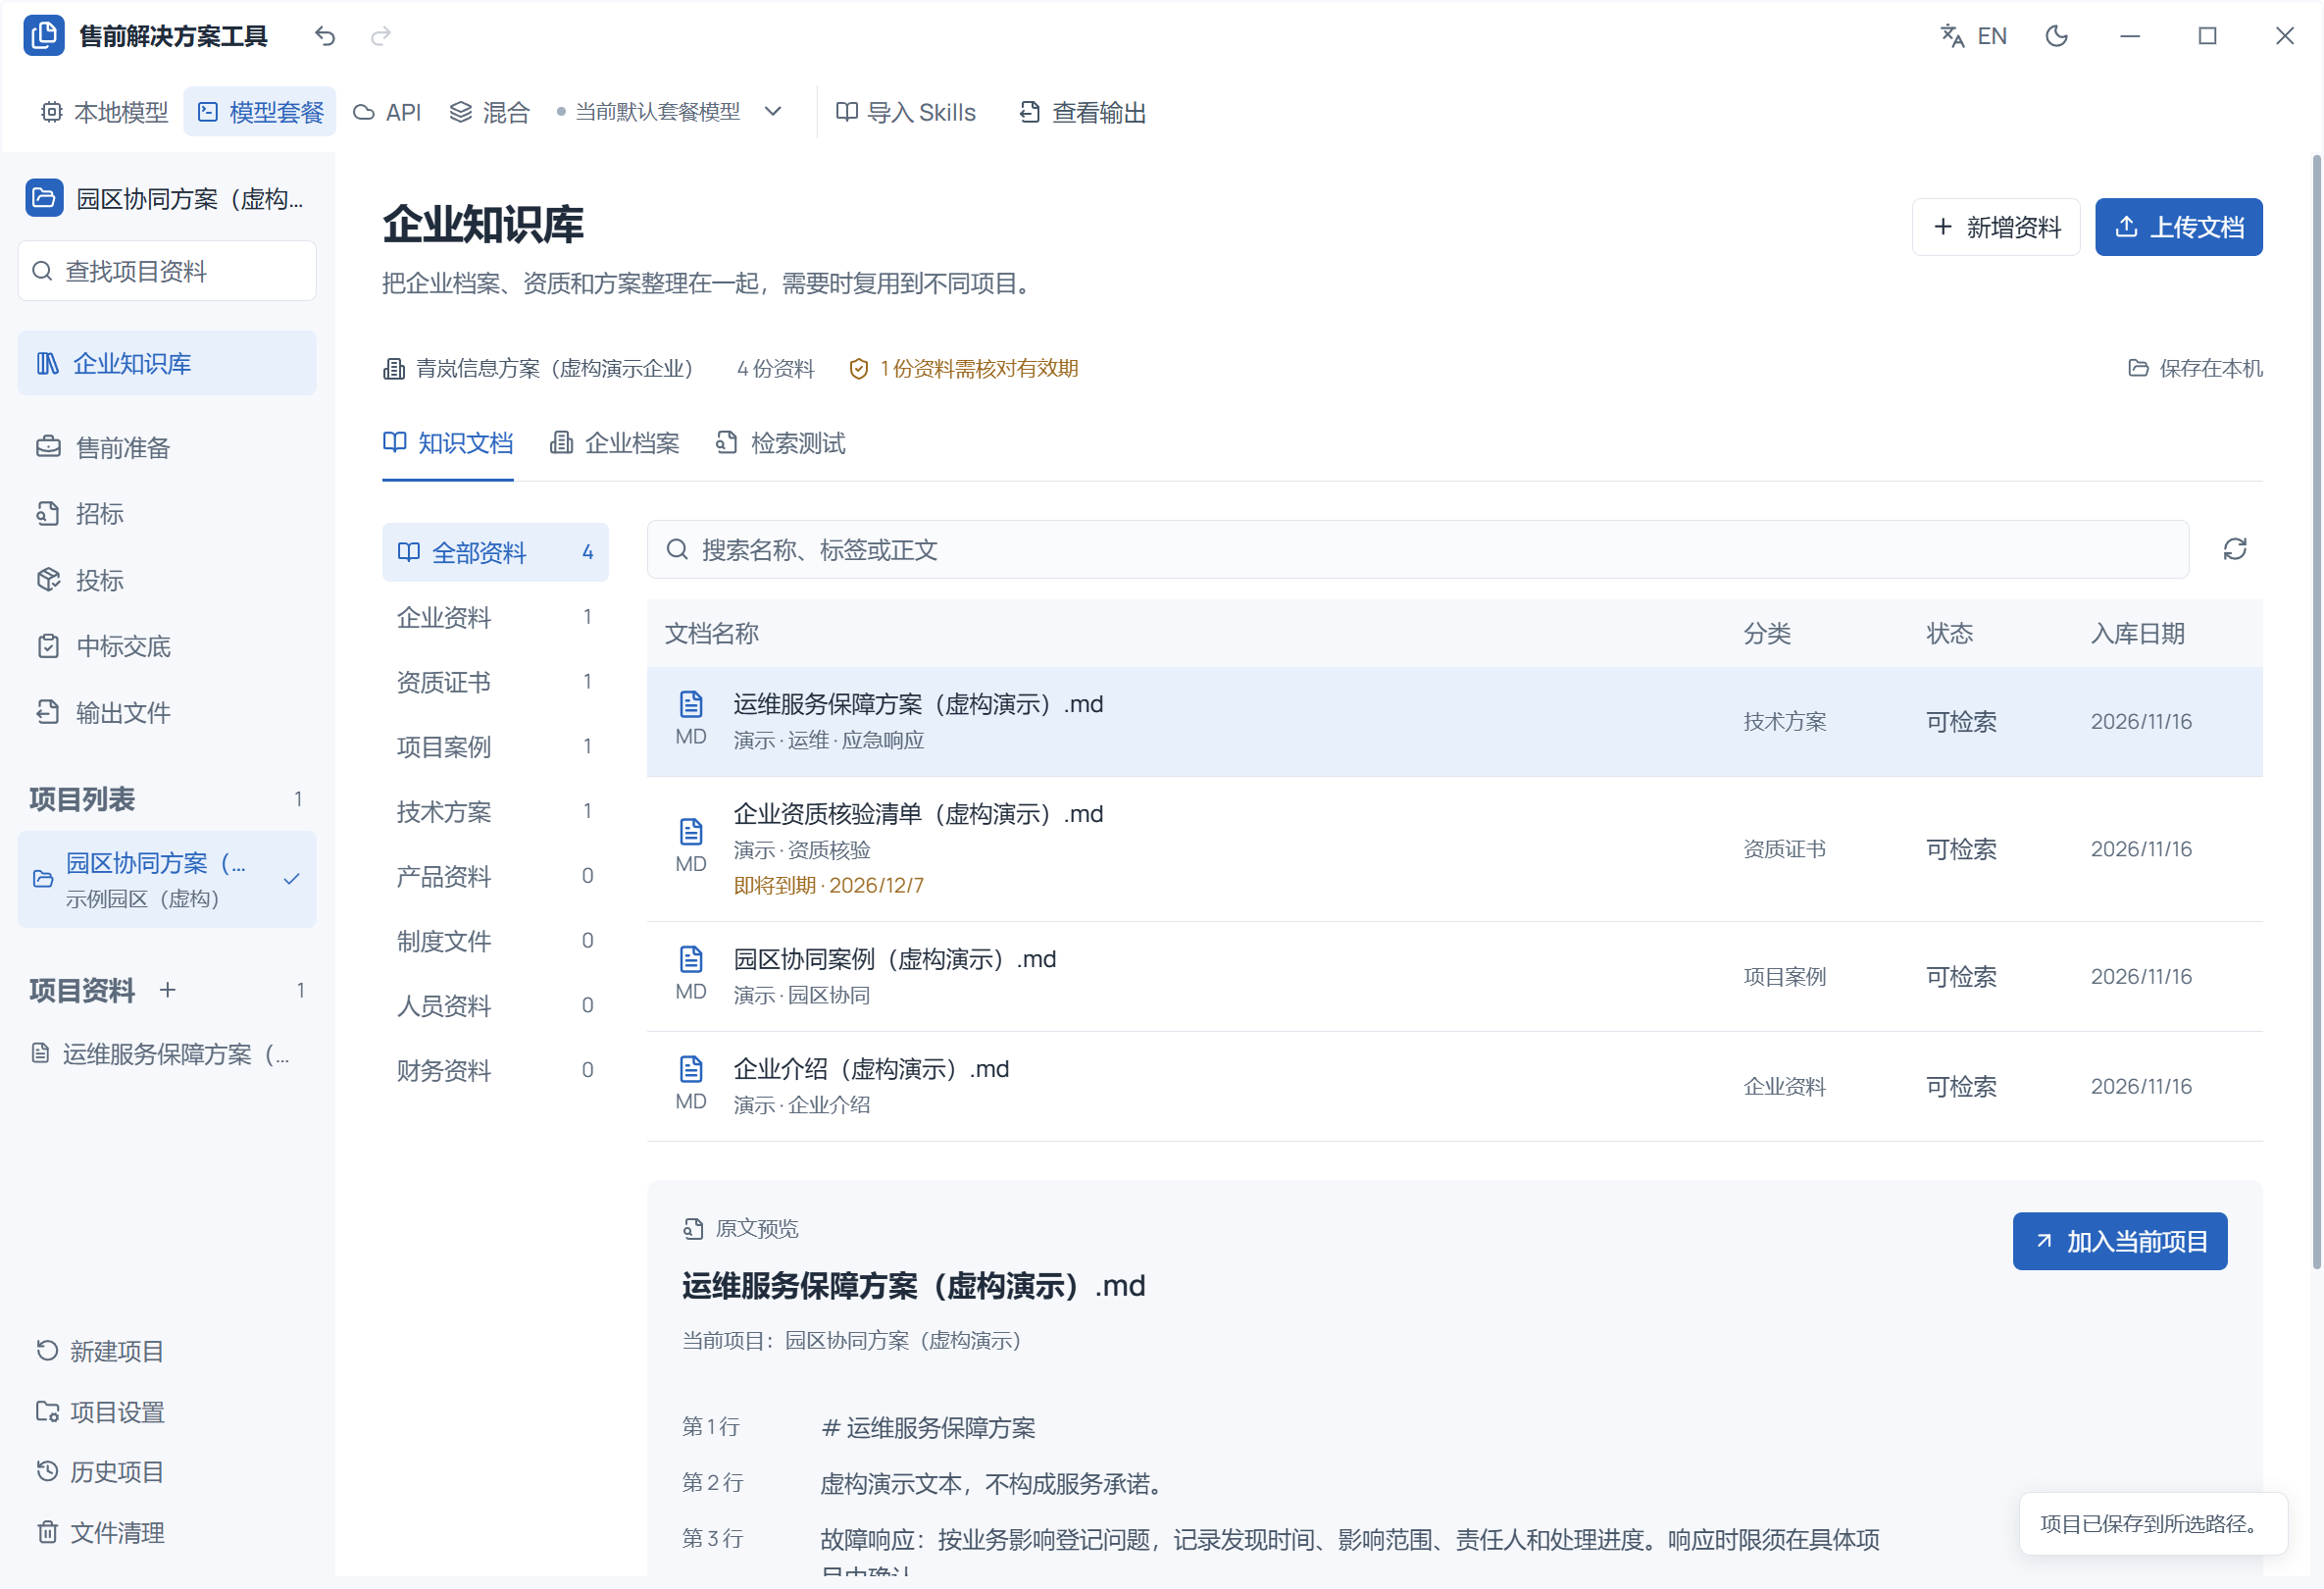 售前解决方案工具
EN
本地模型
模型套餐
API
混合
当前默认套餐模型
导入 Skills
查看输出
园区协同方案（虚构...
查找项目资料
企业知识库
售前准备
招标
投标
中标交底
输出文件
项目列表 1
园区协同方案（...
示例园区（虚构）
项目资料 1
运维服务保障方案（...
新建项目
项目设置
历史项目
文件清理
企业知识库
把企业档案、资质和方案整理在一起，需要时复用到不同项目。
新增资料
上传文档
青岚信息方案（虚构演示企业）
4 份资料
1 份资料需核对有效期
保存在本机
知识文档
企业档案
检索测试
全部资料 4
企业资料 1
资质证书 1
项目案例 1
技术方案 1
产品资料 0
制度文件 0
人员资料 0
财务资料 0
搜索名称、标签或正文
文档名称 分类 状态 入库日期
运维服务保障方案（虚构演示）.md
MD
演示 · 运维 · 应急响应
技术方案 可检索 2026/11/16
企业资质核验清单（虚构演示）.md
MD
演示 · 资质核验
即将到期 · 2026/12/7
资质证书 可检索 2026/11/16
园区协同案例（虚构演示）.md
MD
演示 · 园区协同
项目案例 可检索 2026/11/16
企业介绍（虚构演示）.md
MD
演示 · 企业介绍
企业资料 可检索 2026/11/16
原文预览
加入当前项目
运维服务保障方案（虚构演示）.md
当前项目：园区协同方案（虚构演示）
第 1 行 # 运维服务保障方案
第 2 行 虚构演示文本，不构成服务承诺。
第 3 行 故障响应：按业务影响登记问题，记录发现时间、影响范围、责任人和处理进度。响应时限须在具体项
目中确认
项目已保存到所选路径。